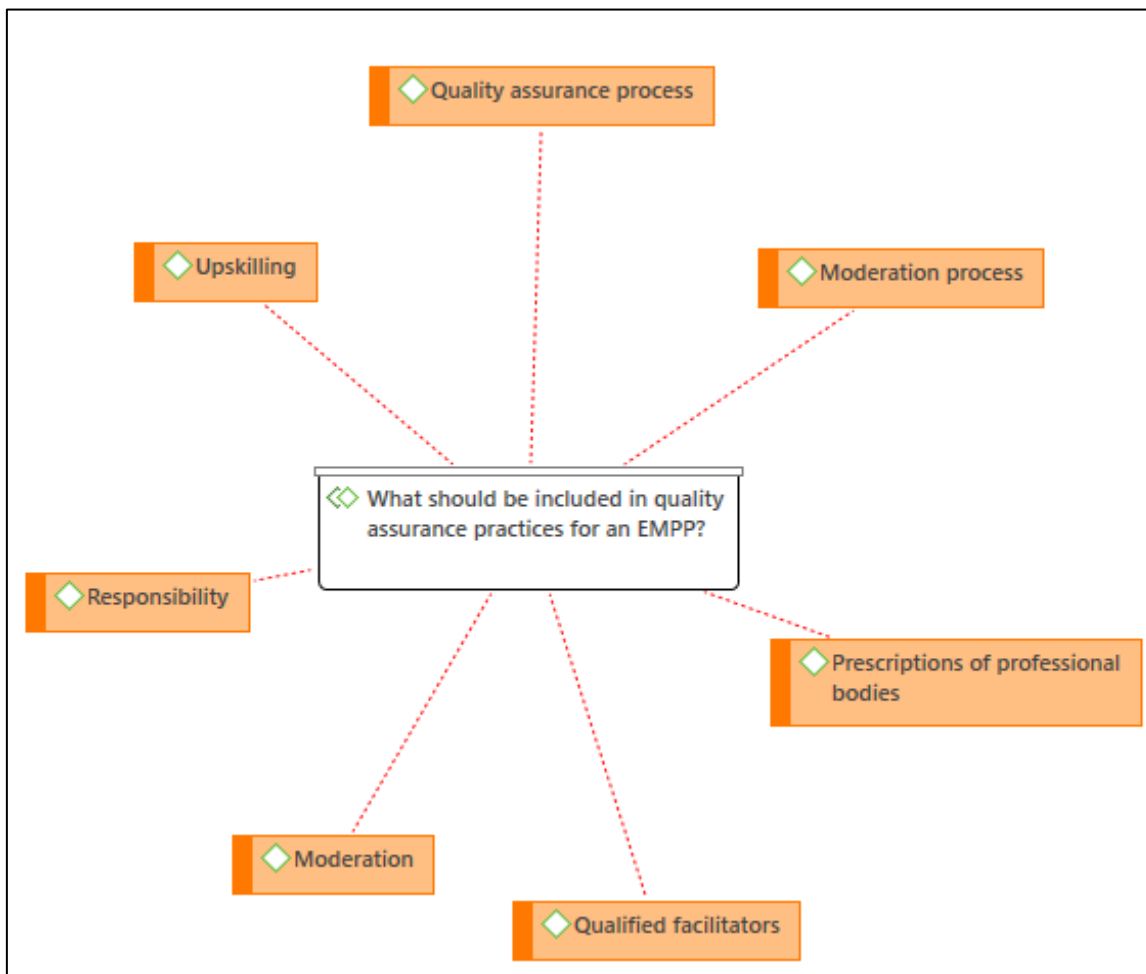 Quality assurance process
Upskilling
Moderation process
What should be included in quality
assurance practices for an EMPP?
Responsibility
Prescriptions of professional
bodies
Moderation
Qualified facilitators